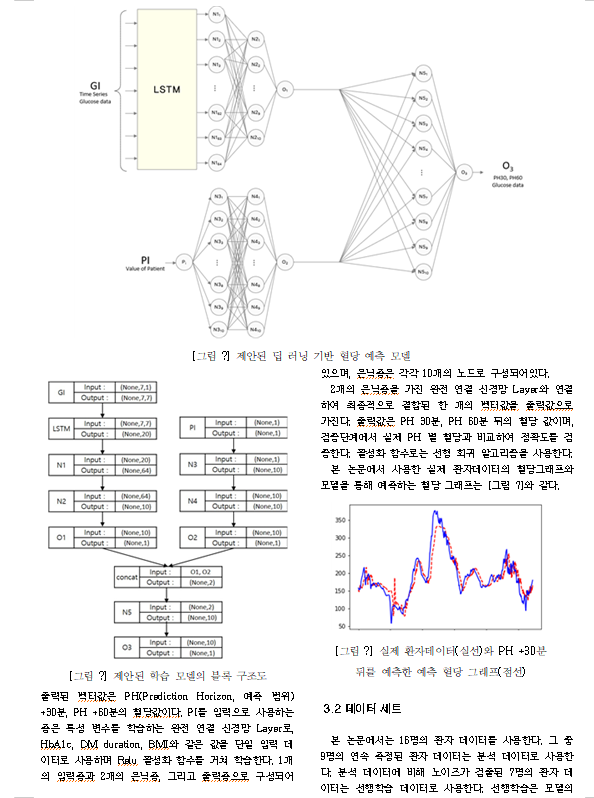 GI
Time Series
Glucose data
LSTM
N1₁
N1₂
N1₃
N1₆₂
N1₆₃
N1₆₄
N2₁
N2₂
N2₃
N2₉
N2₁₀
O₁
PI
Value of Patient
P₁
N3₁
N3₂
N3₃
N3₈
N3₉
N3₁₀
N4₁
N4₂
N4₃
N4₈
N4₉
N4₁₀
O₂
N5₁
N5₂
N5₃
N5₄
N5₇
N5₈
N5₉
N5₁₀
O₃
O₃
PH30, PH60
Glucose data
[그림 ?] 제안된 딥 러닝 기반 혈당 예측 모델
GI Input : (None,7,1)
Output : (None,7,7)
LSTM Input : (None,7,7)
Output : (None,20)
N1 Input : (None,20)
Output : (None,64)
N2 Input : (None,64)
Output : (None,10)
O1 Input : (None,10)
Output : (None,1)
PI Input : (None,1)
Output : (None,1)
N3 Input : (None,1)
Output : (None,10)
N4 Input : (None,10)
Output : (None,10)
O2 Input : (None,10)
Output : (None,1)
concat Input : O1, O2
Output : (None,2)
N5 Input : (None,2)
Output : (None,10)
O3 Input : (None,10)
Output : (None,1)
[그림 ?] 제안된 학습 모델의 블록 구조도
출력된 벡터값은 PH(Prediction Horizon, 예측 범위)
+30분, PH +60분의 혈당값이다. PI를 입력으로 사용하는
층은 특성 변수를 학습하는 완전 연결 신경망 Layer로,
HbA1c, DM duration, BMI와 같은 값을 단일 입력 데
이터로 사용하며 Relu 활성화 함수를 거쳐 학습한다. 1개
의 입력층과 2개의 은닉층, 그리고 출력층으로 구성되어
있으며, 은닉층은 각각 10개의 노드로 구성되어있다.
2개의 은닉층을 가진 완전 연결 신경망 Layer와 연결
하여 최종적으로 결합된 한 개의 벡터값을 출력값으로
가진다. 출력값은 PH 30분, PH 60분 뒤의 혈당 값이며,
검증단계에서 실제 PH 별 혈당과 비교하여 정확도를 검
증한다. 활성화 함수로는 선형 회귀 알고리즘을 사용한다.
본 논문에서 사용한 실제 환자데이터의 혈당그래프와
모델을 통해 예측하는 혈당 그래프는 [그림 ?]와 같다.
350
300
250
200
150
100
50
[그림 ?] 실제 환자데이터(실선)와 PH +30분
뒤를 예측한 예측 혈당 그래프(점선)
3.2 데이터 세트
본 논문에서는 16명의 환자 데이터를 사용한다. 그 중
9명의 연속 측정된 환자 데이터는 분석 데이터로 사용한
다. 분석 데이터에 비해 노이즈가 검출된 7명의 환자 데
이터는 선행학습 데이터로 사용한다. 선행학습은 모델의